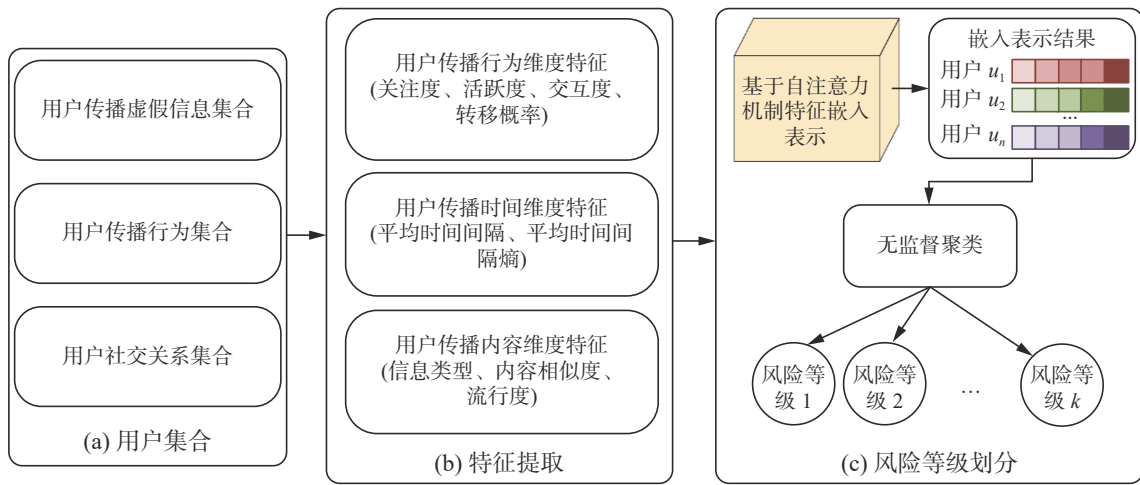 用户传播虚假信息集合
用户传播行为集合
用户社交关系集合
(a) 用户集合
用户传播行为维度特征
(关注度、活跃度、交互度、
转移概率)
用户传播时间维度特征
(平均时间间隔、平均时间间
隔熵)
用户传播内容维度特征
(信息类型、内容相似度、
流行度)
(b) 特征提取
基于自注意力
机制特征嵌入
表示
嵌入表示结果
用户 u1
用户 u2
...
用户 un
无监督聚类
风险等
级 1
风险等
级 2
...
风险等
级 k
(c) 风险等级划分